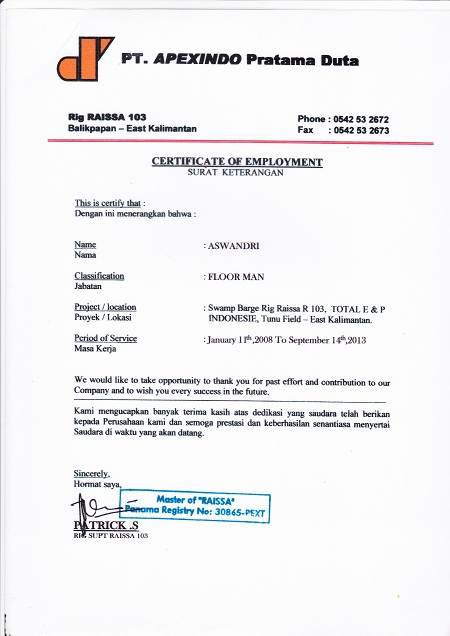 PT. APEXINDO Pratama Duta
Rig RAISSA 103
Balikpapan – East Kalimantan
Phone : 0542 53 2672
Fax : 0542 53 2673
CERTIFICATE OF EMPLOYMENT
SURAT KETERANGAN
This is certify that :
Dengan ini menerangkan bahwa :
Name : ASWANDRI
Nama
Classification : FLOOR MAN
Jabatan
Project / location : Swamp Barge Rig Raissa R 103, TOTAL E & P
Proyek / Lokasi INDONESIE, Tunu Field – East Kalimantan.
Period of Service : January 11th,2008 To September 14th,2013
Masa Kerja
We would like to take opportunity to thank you for past effort and contribution to our
Company and to wish you every success in the future.
Kami mengucapkan banyak terima kasih atas dedikasi yang saudara telah berikan
kepada Perusahaan kami dan semoga prestasi dan keberhasilan senantiasa menyertai
Saudara di waktu yang akan datang.
Sincerely,
Hormat saya,
Master of "RAISSA"
Panama Registry No: 30865-PEXT
PATRICK .S
RIG SUPT RAISSA 103